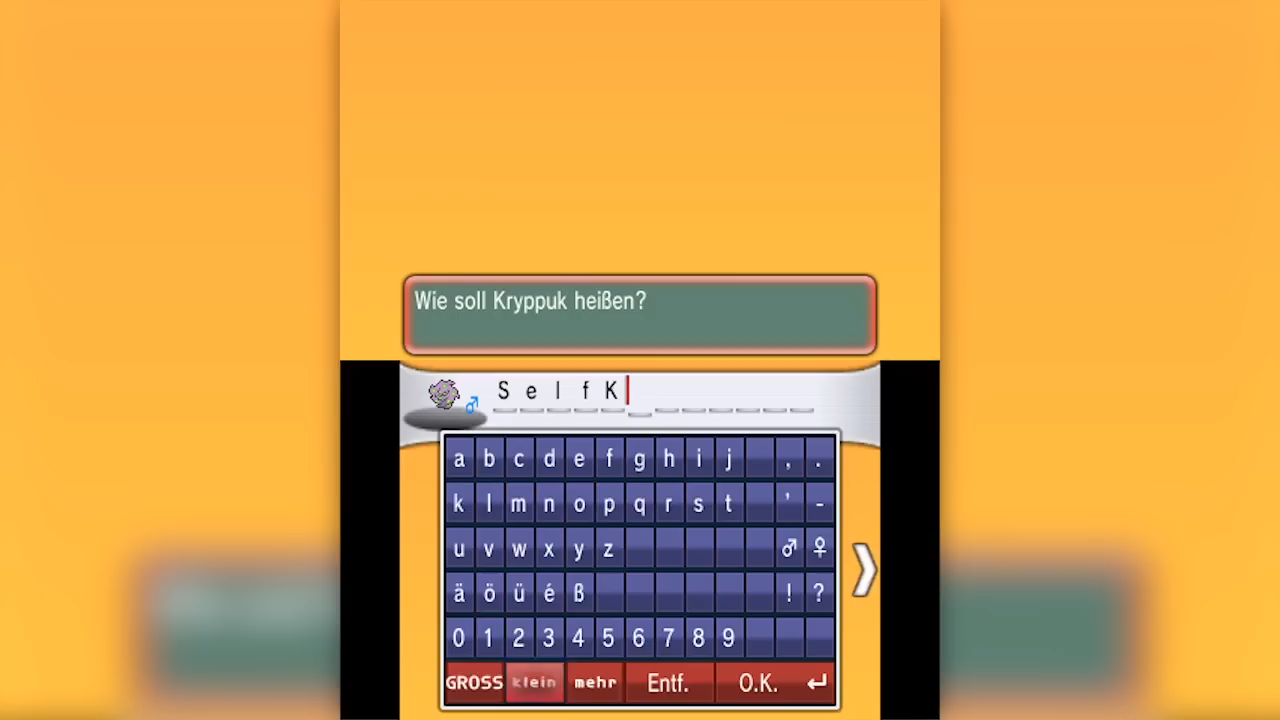 Wie soll Kryppuk heißen?
♂ SelfK
a b c d e f g h i j , .
k l m n o p q r s t ' -
u v w x y z ♂ ♀
ä ö ü é ß ! ?
0 1 2 3 4 5 6 7 8 9
GROSS klein mehr Entf. O.K.